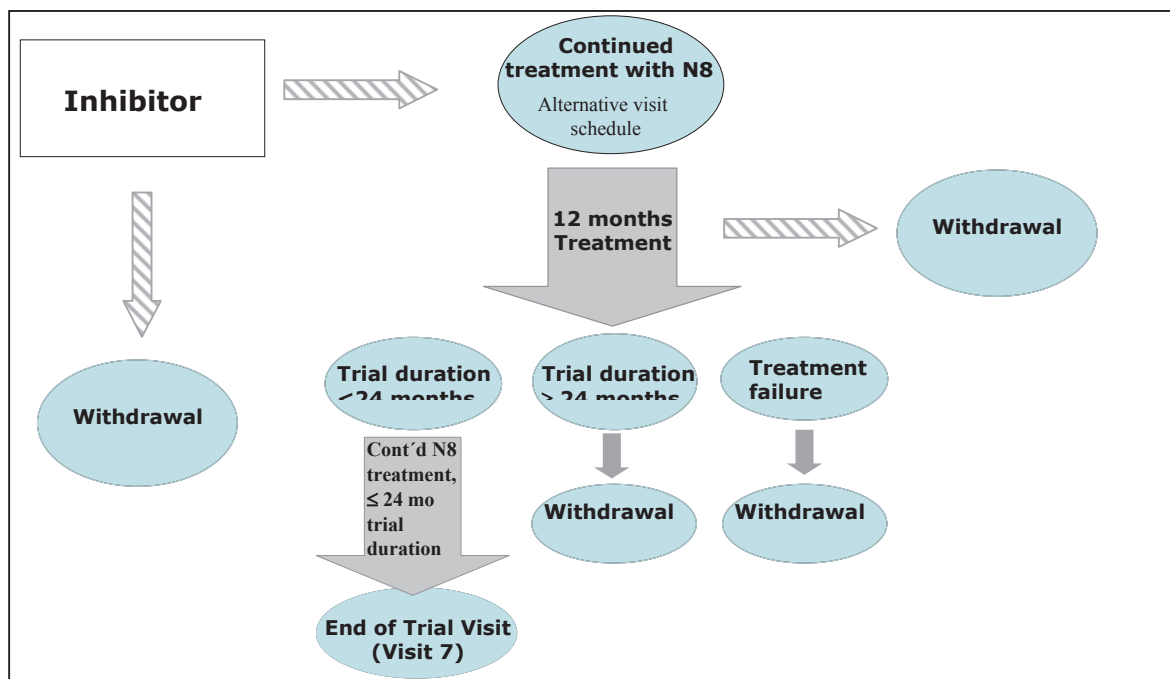 Inhibitor
Continued
treatment with N8
Alternative visit
schedule
12 months
Treatment
Withdrawal
Withdrawal
Trial duration
<24 months
Trial duration
> 24 months
Treatment
failure
Cont´d N8
treatment,
≤ 24 mo
trial
duration
Withdrawal
Withdrawal
End of Trial Visit
(Visit 7)